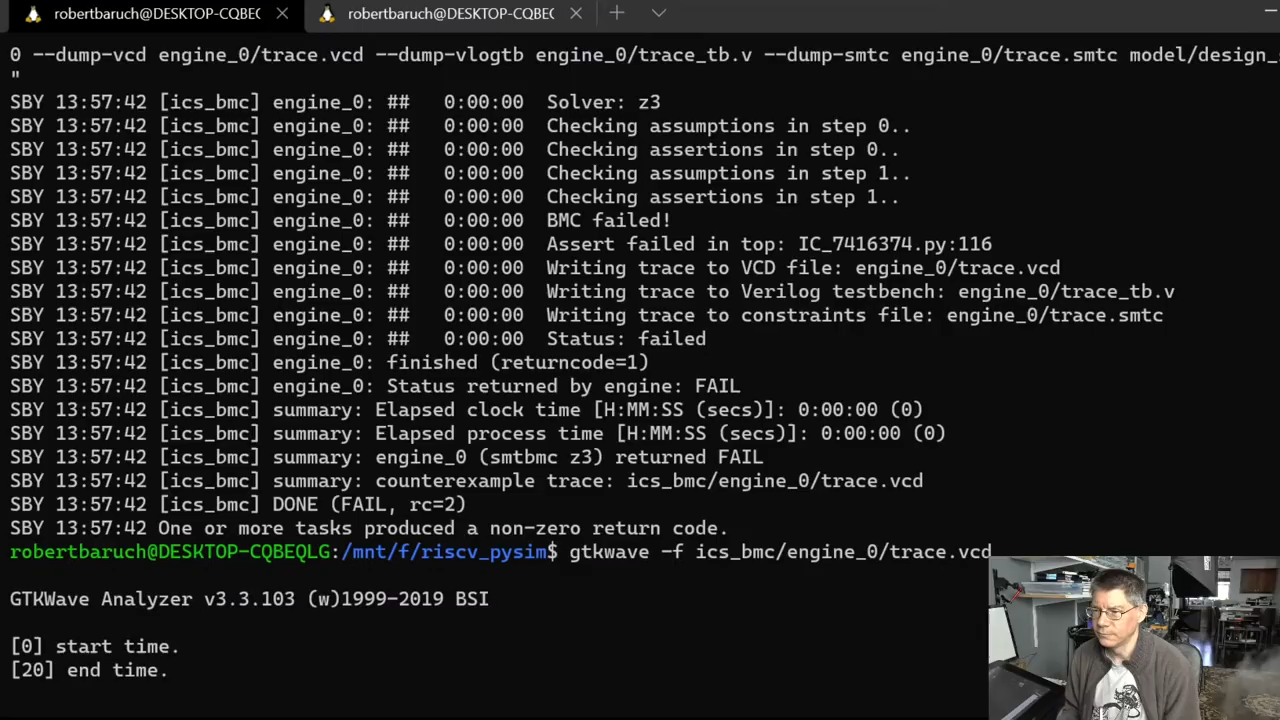 robertbaruch@DESKTOP-CQBE(
robertbaruch@DESKTOP-CQBE(
0 --dump-vcd engine_0/trace.vcd --dump-vlogtb engine_0/trace_tb.v --dump-smtc engine_0/trace.smtc model/design_
"
SBY 13:57:42 [ics_bmc] engine_0: ##   0:00:00  Solver: z3
SBY 13:57:42 [ics_bmc] engine_0: ##   0:00:00  Checking assumptions in step 0..
SBY 13:57:42 [ics_bmc] engine_0: ##   0:00:00  Checking assertions in step 0..
SBY 13:57:42 [ics_bmc] engine_0: ##   0:00:00  Checking assumptions in step 1..
SBY 13:57:42 [ics_bmc] engine_0: ##   0:00:00  Checking assertions in step 1..
SBY 13:57:42 [ics_bmc] engine_0: ##   0:00:00  BMC failed!
SBY 13:57:42 [ics_bmc] engine_0: ##   0:00:00  Assert failed in top: IC_7416374.py:116
SBY 13:57:42 [ics_bmc] engine_0: ##   0:00:00  Writing trace to VCD file: engine_0/trace.vcd
SBY 13:57:42 [ics_bmc] engine_0: ##   0:00:00  Writing trace to Verilog testbench: engine_0/trace_tb.v
SBY 13:57:42 [ics_bmc] engine_0: ##   0:00:00  Writing trace to constraints file: engine_0/trace.smtc
SBY 13:57:42 [ics_bmc] engine_0: ##   0:00:00  Status: failed
SBY 13:57:42 [ics_bmc] engine_0: finished (returncode=1)
SBY 13:57:42 [ics_bmc] engine_0: Status returned by engine: FAIL
SBY 13:57:42 [ics_bmc] summary: Elapsed clock time [H:MM:SS (secs)]: 0:00:00 (0)
SBY 13:57:42 [ics_bmc] summary: Elapsed process time [H:MM:SS (secs)]: 0:00:00 (0)
SBY 13:57:42 [ics_bmc] summary: engine_0 (smtbmc z3) returned FAIL
SBY 13:57:42 [ics_bmc] summary: counterexample trace: ics_bmc/engine_0/trace.vcd
SBY 13:57:42 [ics_bmc] DONE (FAIL, rc=2)
SBY 13:57:42 One or more tasks produced a non-zero return code.
robertbaruch@DESKTOP-CQBEQLG:/mnt/f/riscv_pysim$ gtkwave -f ics_bmc/engine_0/trace.vcd
GTKWave Analyzer v3.3.103 (w)1999-2019 BSI
[0] start time.
[20] end time.